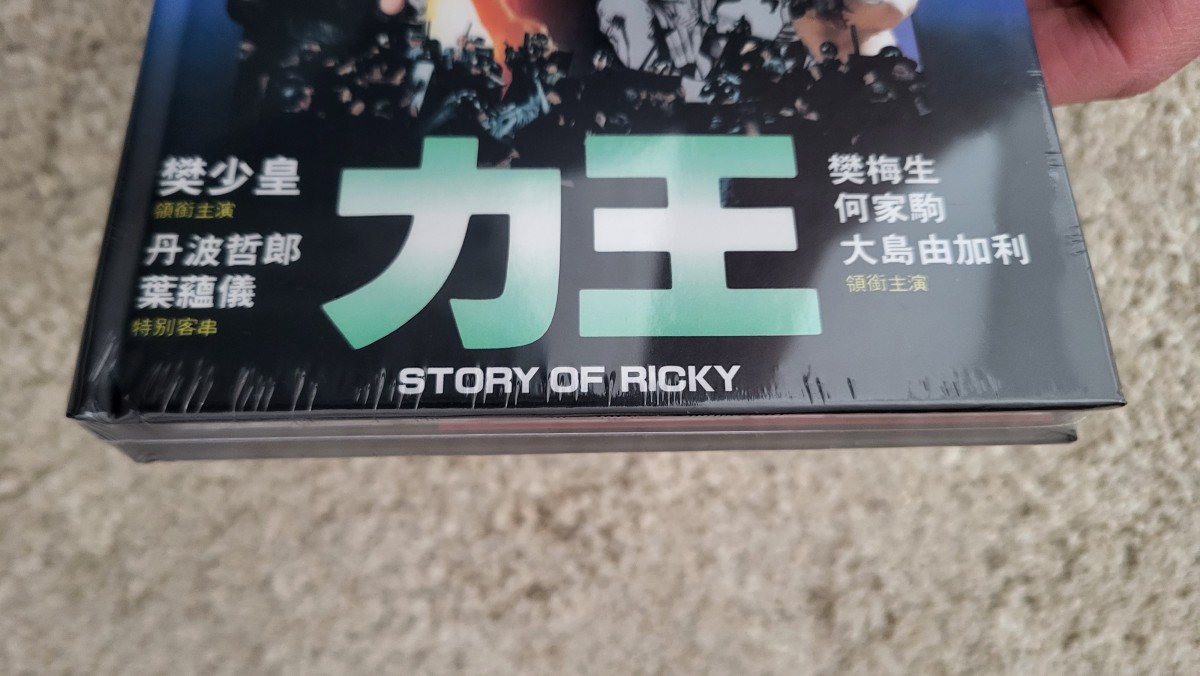 樊少皇
領銜主演
丹波哲郎
葉蘊儀
特別客串
力王
STORY OF RICKY
樊梅生
何家駒
大島由加利
領銜主演